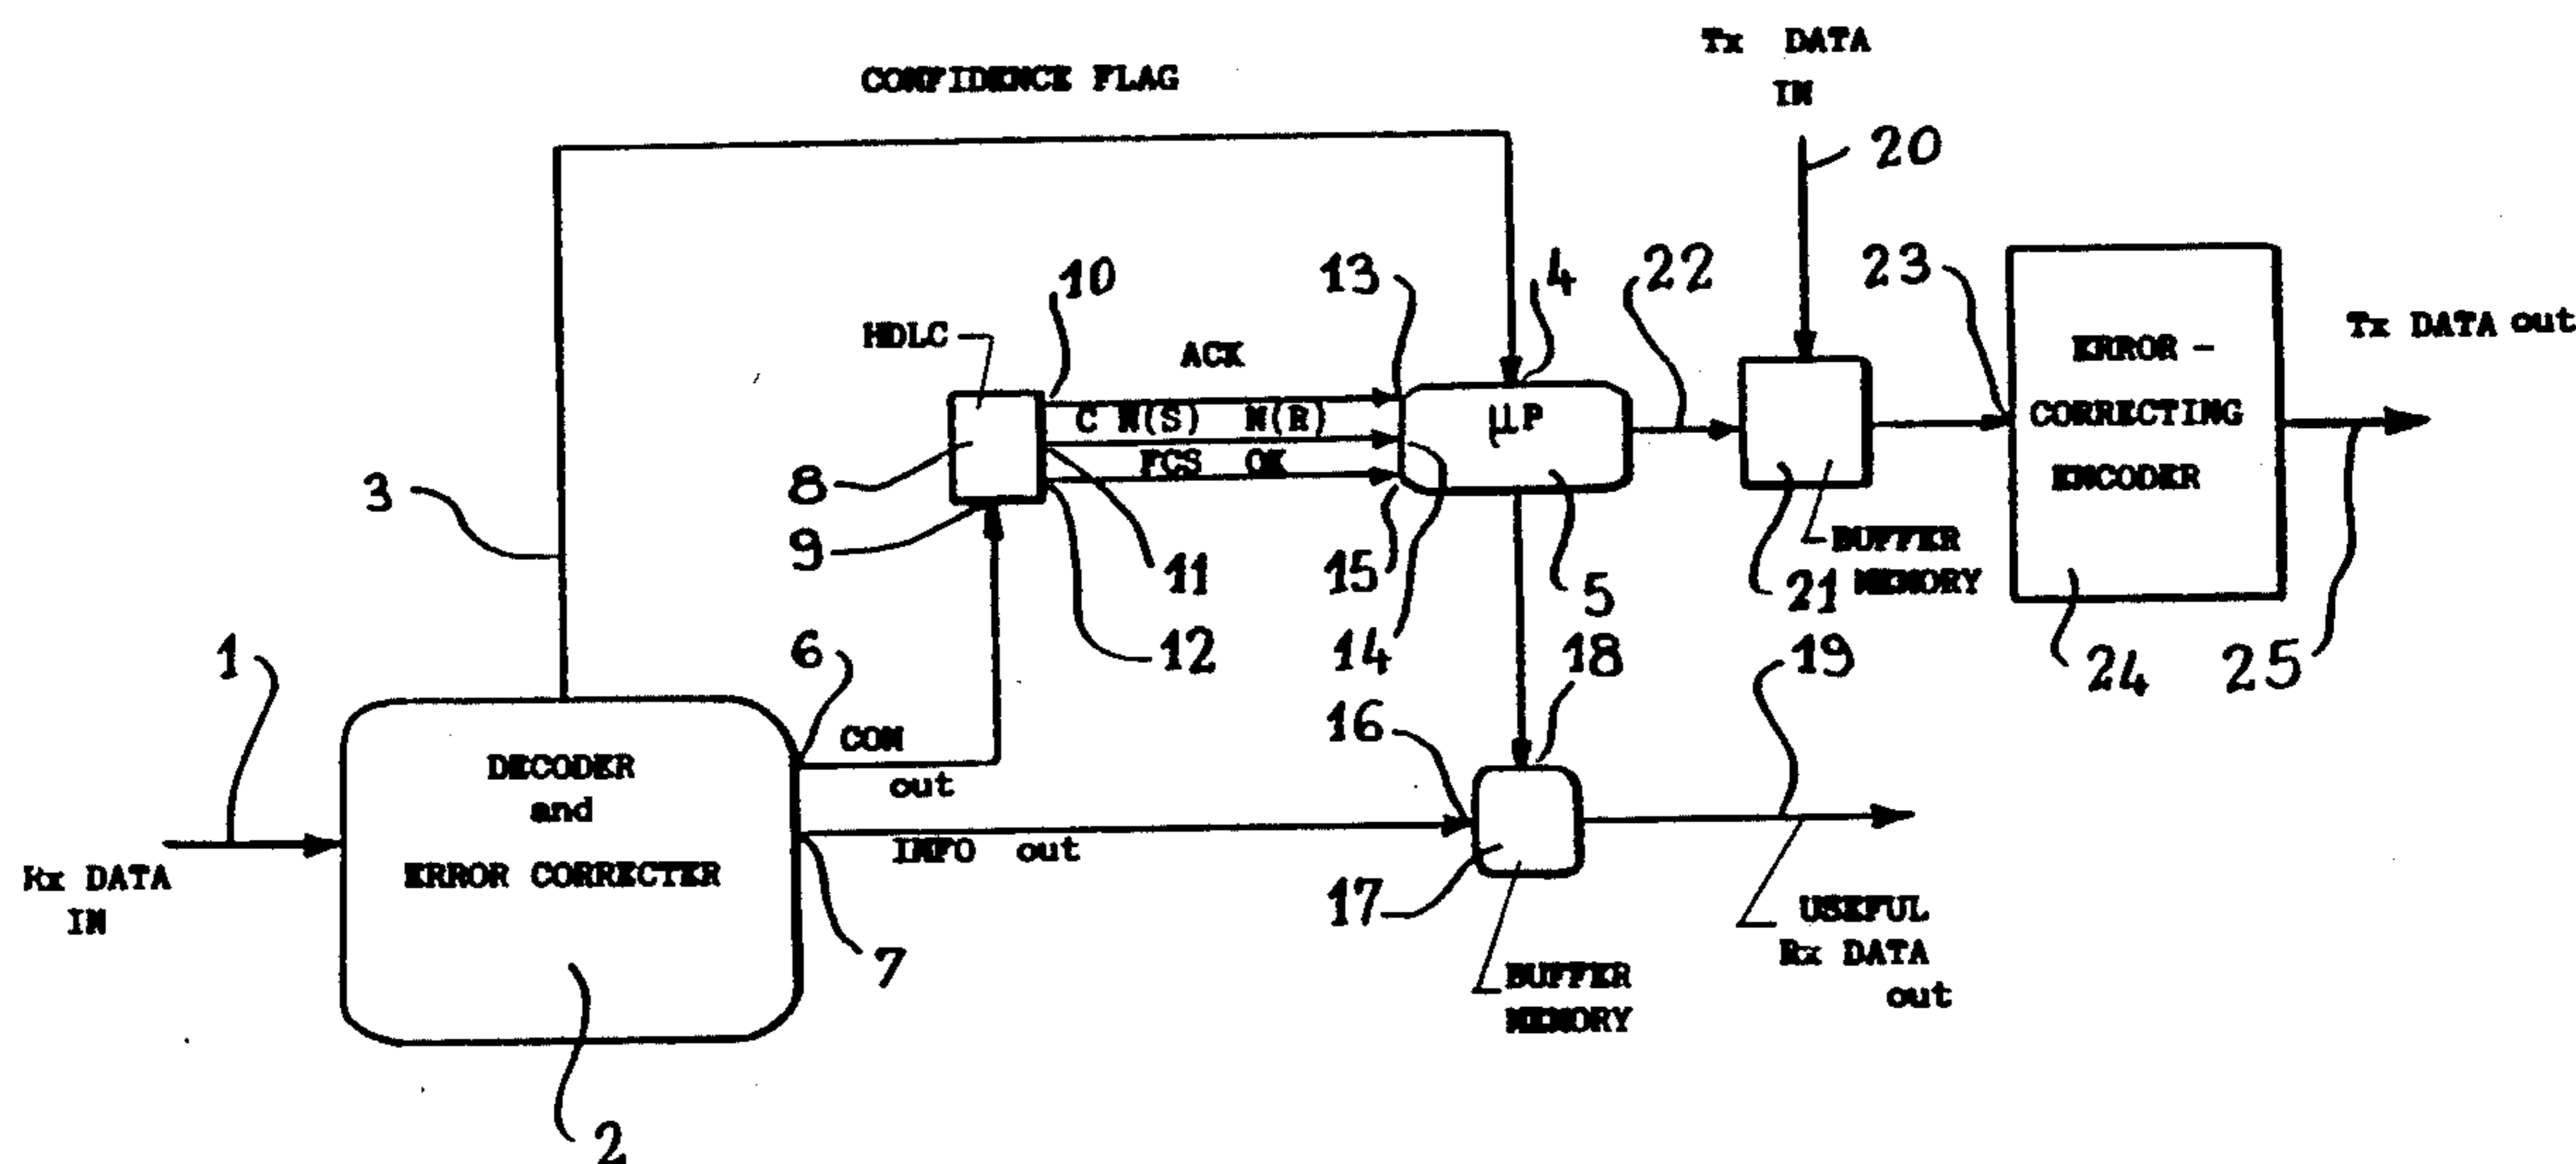 CONFIDENCE FLAG
Tx DATA
IN
20
10
13
4
22
23
HDLC
ACK
C N(S) N(R)
FCS OK
μP
ERROR -
CORRECTING
ENCODER
Tx DATA out
3
8
9
11
12
15
14
5
21
BUFFER
MEMORY
24
25
1
6
16
18
19
COM
out
DECODER
and
ERROR CORRECTER
INFO out
Rx DATA
IN
7
17
BUFFER
MEMORY
USEFUL
Rx DATA
out
2